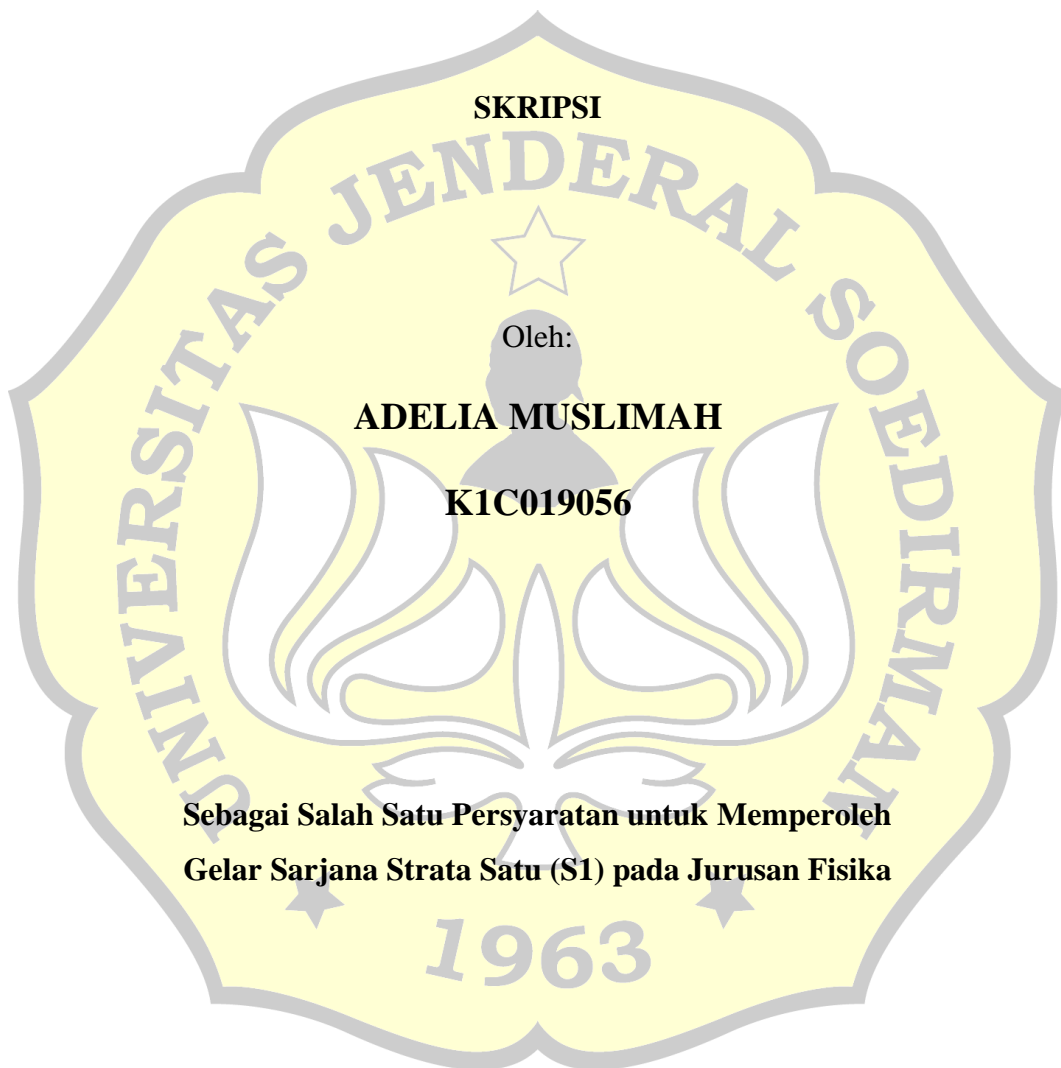 SKRIPSI
UNIVERSITAS JENDERAL SOEDIRMAN
Oleh:
ADELIA MUSLIMAH
K1C019056
Sebagai Salah Satu Persyaratan untuk Memperoleh
Gelar Sarjana Strata Satu (S1) pada Jurusan Fisika
1963